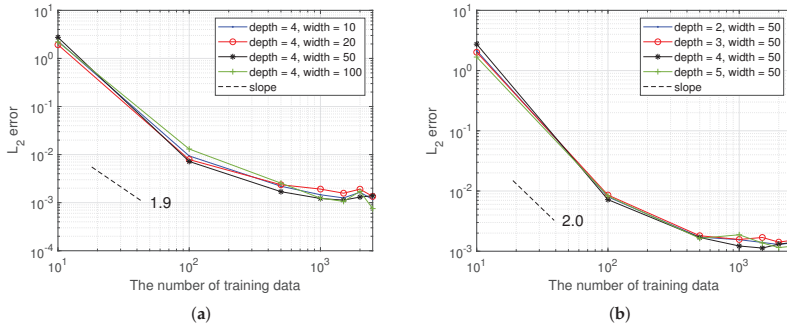 10^1
10^0
10^-1
10^-2
10^-3
10^-4
L_2 error
depth = 4, width = 10
depth = 4, width = 20
depth = 4, width = 50
depth = 4, width = 100
slope
1.9
10^1
10^2
10^3
The number of training data
(a)
10^1
10^0
10^-1
10^-2
10^-3
L_2 error
depth = 2, width = 50
depth = 3, width = 50
depth = 4, width = 50
depth = 5, width = 50
slope
2.0
10^1
10^2
10^3
The number of training data
(b)